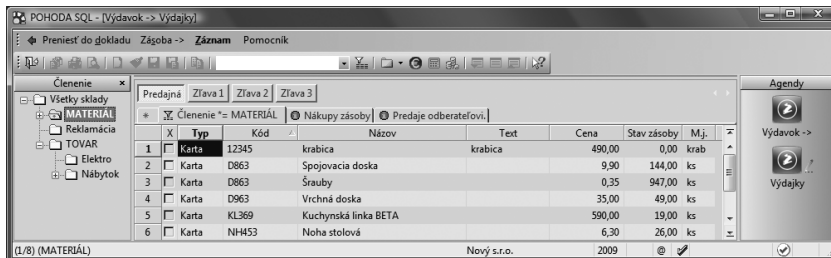 POHODA SQL - [Výdavok -> Výdajky]
Preniesť do dokladu Zásoba -> Záznam Pomocník
Členenie ×
Všetky sklady
MATERIÁL
Reklamácia
TOVAR
Elektro
Nábytok
Predajná Zľava 1 Zľava 2 Zľava 3
* Členenie *= MATERIÁL Nákupy zásoby Predaje odberateľovi.
X Typ Kód Názov Text Cena Stav zásoby M.j.
1 Karta 12345 krabica krabica 490,00 0,00 krab
2 Karta D863 Spojovacia doska 9,90 144,00 ks
3 Karta D863 Šrauby 0,35 947,00 ks
4 Karta D963 Vrchná doska 35,00 49,00 ks
5 Karta KL369 Kuchynská linka BETA 590,00 19,00 ks
6 Karta NH453 Noha stolová 6,30 26,00 ks
Agendy
Výdavok ->
Výdajky
(1/8) (MATERIÁL) Nový s.r.o. 2009 @